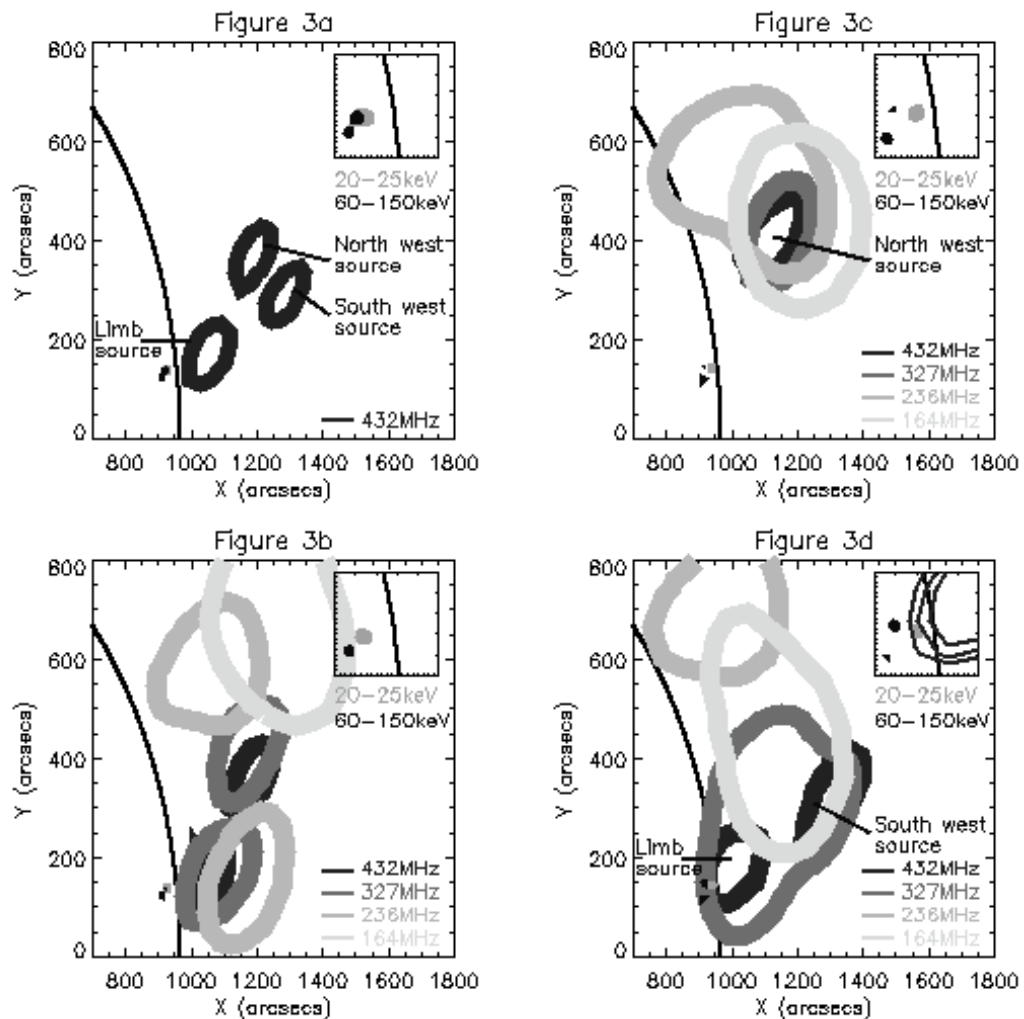 Figure 3a
800
600
400
200
0
Y (arcsecs)
20-25keV
60-150keV
North west
source
South west
source
Limb
source
432MHz
800 1000 1200 1400 1600 1800
X (arcsecs)
Figure 3c
800
600
400
200
0
Y (arcsecs)
20-25keV
60-150keV
North west
source
432MHz
327MHz
236MHz
164MHz
800 1000 1200 1400 1600 1800
X (arcsecs)
Figure 3b
800
600
400
200
0
Y (arcsecs)
20-25keV
60-150keV
432MHz
327MHz
236MHz
164MHz
800 1000 1200 1400 1600 1800
X (arcsecs)
Figure 3d
800
600
400
200
0
Y (arcsecs)
20-25keV
60-150keV
South west
source
Limb
source
432MHz
327MHz
236MHz
164MHz
800 1000 1200 1400 1600 1800
X (arcsecs)